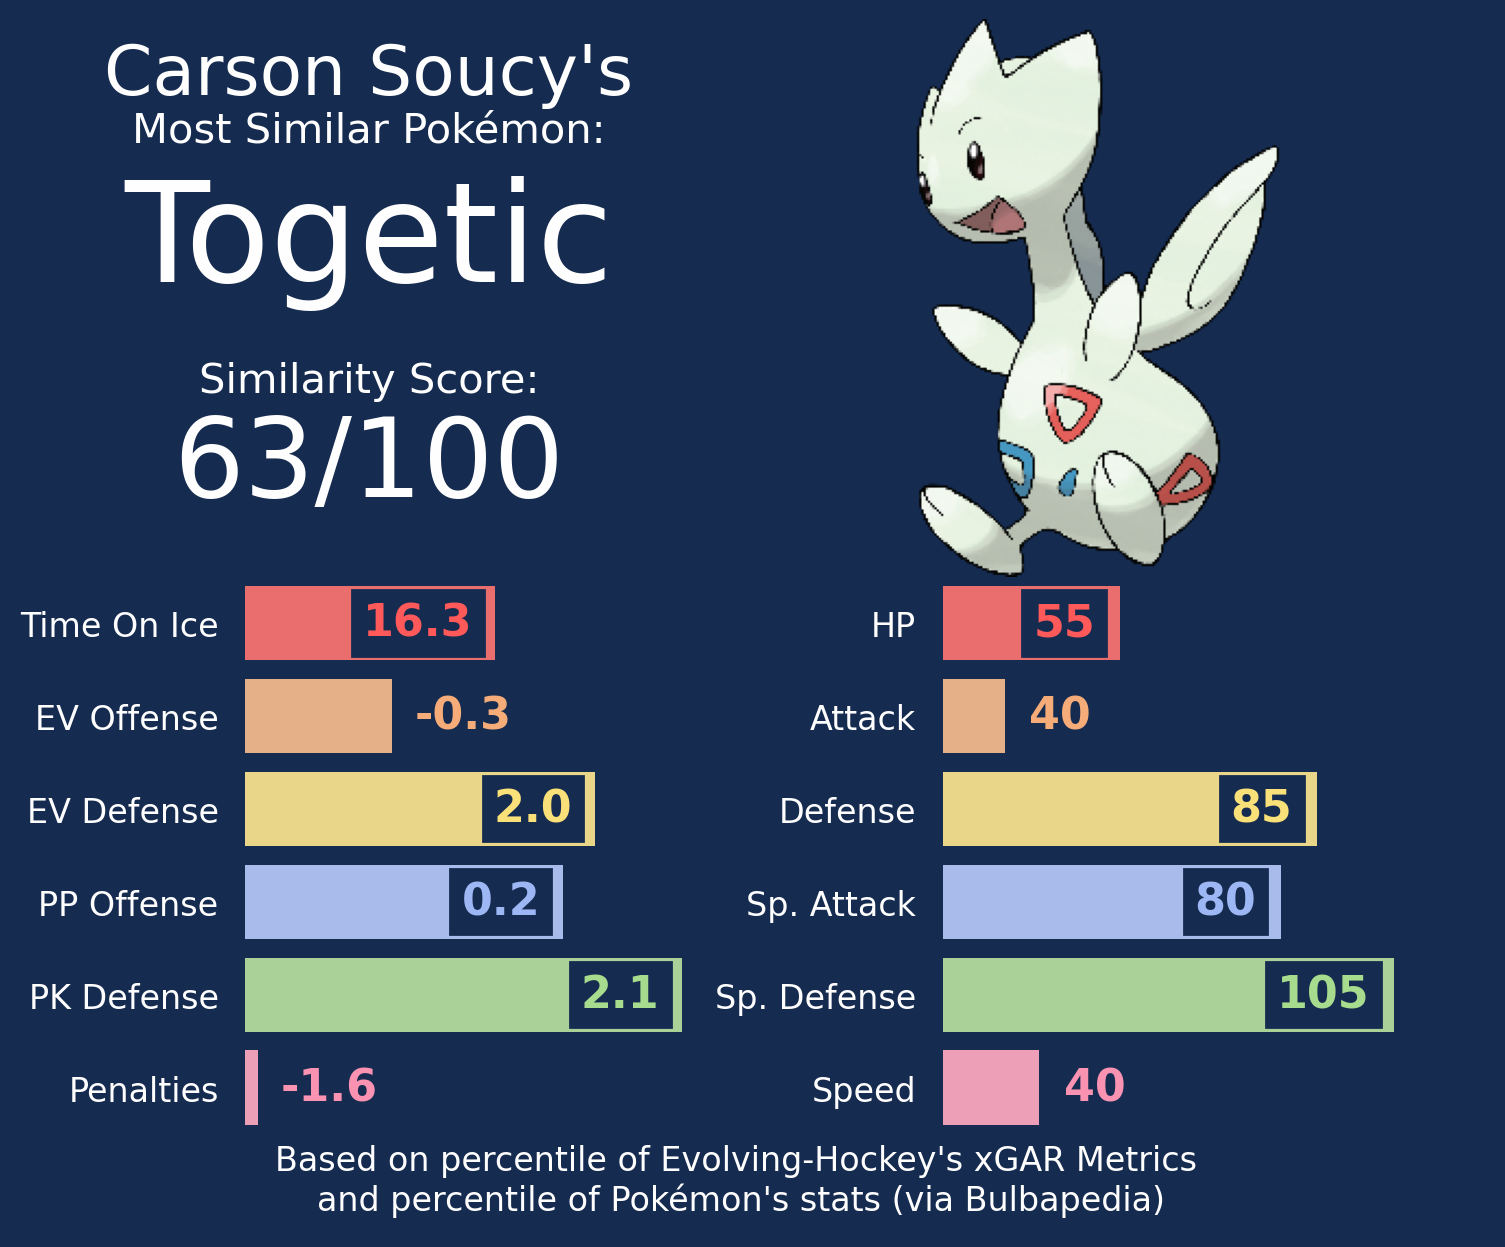 Carson Soucy's
Most Similar Pokémon:
Togetic
Similarity Score:
63/100
Time On Ice 16.3
EV Offense -0.3
EV Defense 2.0
PP Offense 0.2
PK Defense 2.1
Penalties -1.6
HP 55
Attack 40
Defense 85
Sp. Attack 80
Sp. Defense 105
Speed 40
Based on percentile of Evolving-Hockey's xGAR Metrics
and percentile of Pokémon's stats (via Bulbapedia)